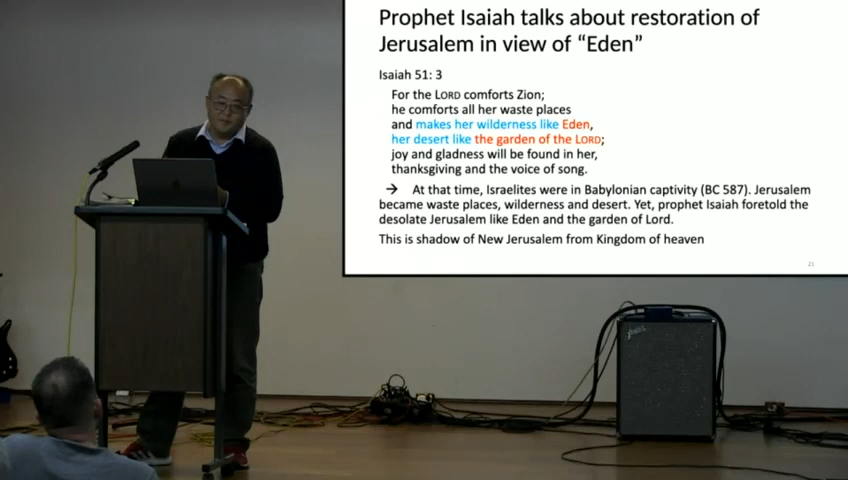 Prophet Isaiah talks about restoration of
Jerusalem in view of “Eden”
Isaiah 51: 3
For the LORD comforts Zion;
he comforts all her waste places
and makes her wilderness like Eden,
her desert like the garden of the LORD;
joy and gladness will be found in her,
thanksgiving and the voice of song.
→ At that time, Israelites were in Babylonian captivity (BC 587). Jerusalem
became waste places, wilderness and desert. Yet, prophet Isaiah foretold the
desolate Jerusalem like Eden and the garden of Lord.
This is shadow of New Jerusalem from Kingdom of heaven
21